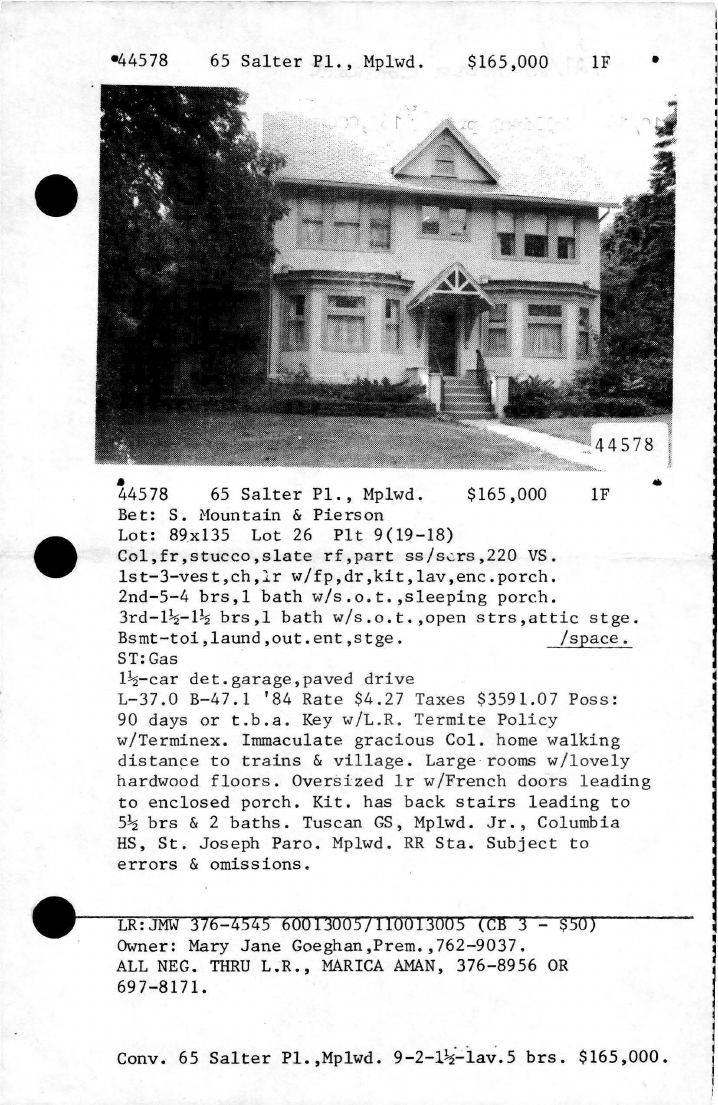 44578 65 Salter Pl., Mplwd. $165,000 1F
44578
44578 65 Salter Pl., Mplwd. $165,000 1F
Bet: S. Mountain & Pierson
Lot: 89x135 Lot 26 Plt 9(19-18)
Col,fr,stucco,slate rf,part ss/scrs,220 VS.
1st-3-vest,ch,lr w/fp,dr,kit,lav,enc.porch.
2nd-5-4 brs,1 bath w/s.o.t.,sleeping porch.
3rd-1½-1½ brs,1 bath w/s.o.t.,open strs,attic stge.
Bsmt-toi,laund,out.ent,stge. /space.
ST:Gas
1½-car det.garage,paved drive
L-37.0 B-47.1 '84 Rate $4.27 Taxes $3591.07 Poss:
90 days or t.b.a. Key w/L.R. Termite Policy
w/Terminex. Immaculate gracious Col. home walking
distance to trains & village. Large rooms w/lovely
hardwood floors. Oversized lr w/French doors leading
to enclosed porch. Kit. has back stairs leading to
5½ brs & 2 baths. Tuscan GS, Mplwd. Jr., Columbia
HS, St. Joseph Paro. Mplwd. RR Sta. Subject to
errors & omissions.
LR:JMW 376-4545 60013005/110013005 (CB 3 - $50)
Owner: Mary Jane Goeghan,Prem.,762-9037.
ALL NEG. THRU L.R., MARICA AMAN, 376-8956 OR
697-8171.
Conv. 65 Salter Pl.,Mplwd. 9-2-1½-lav.5 brs. $165,000.